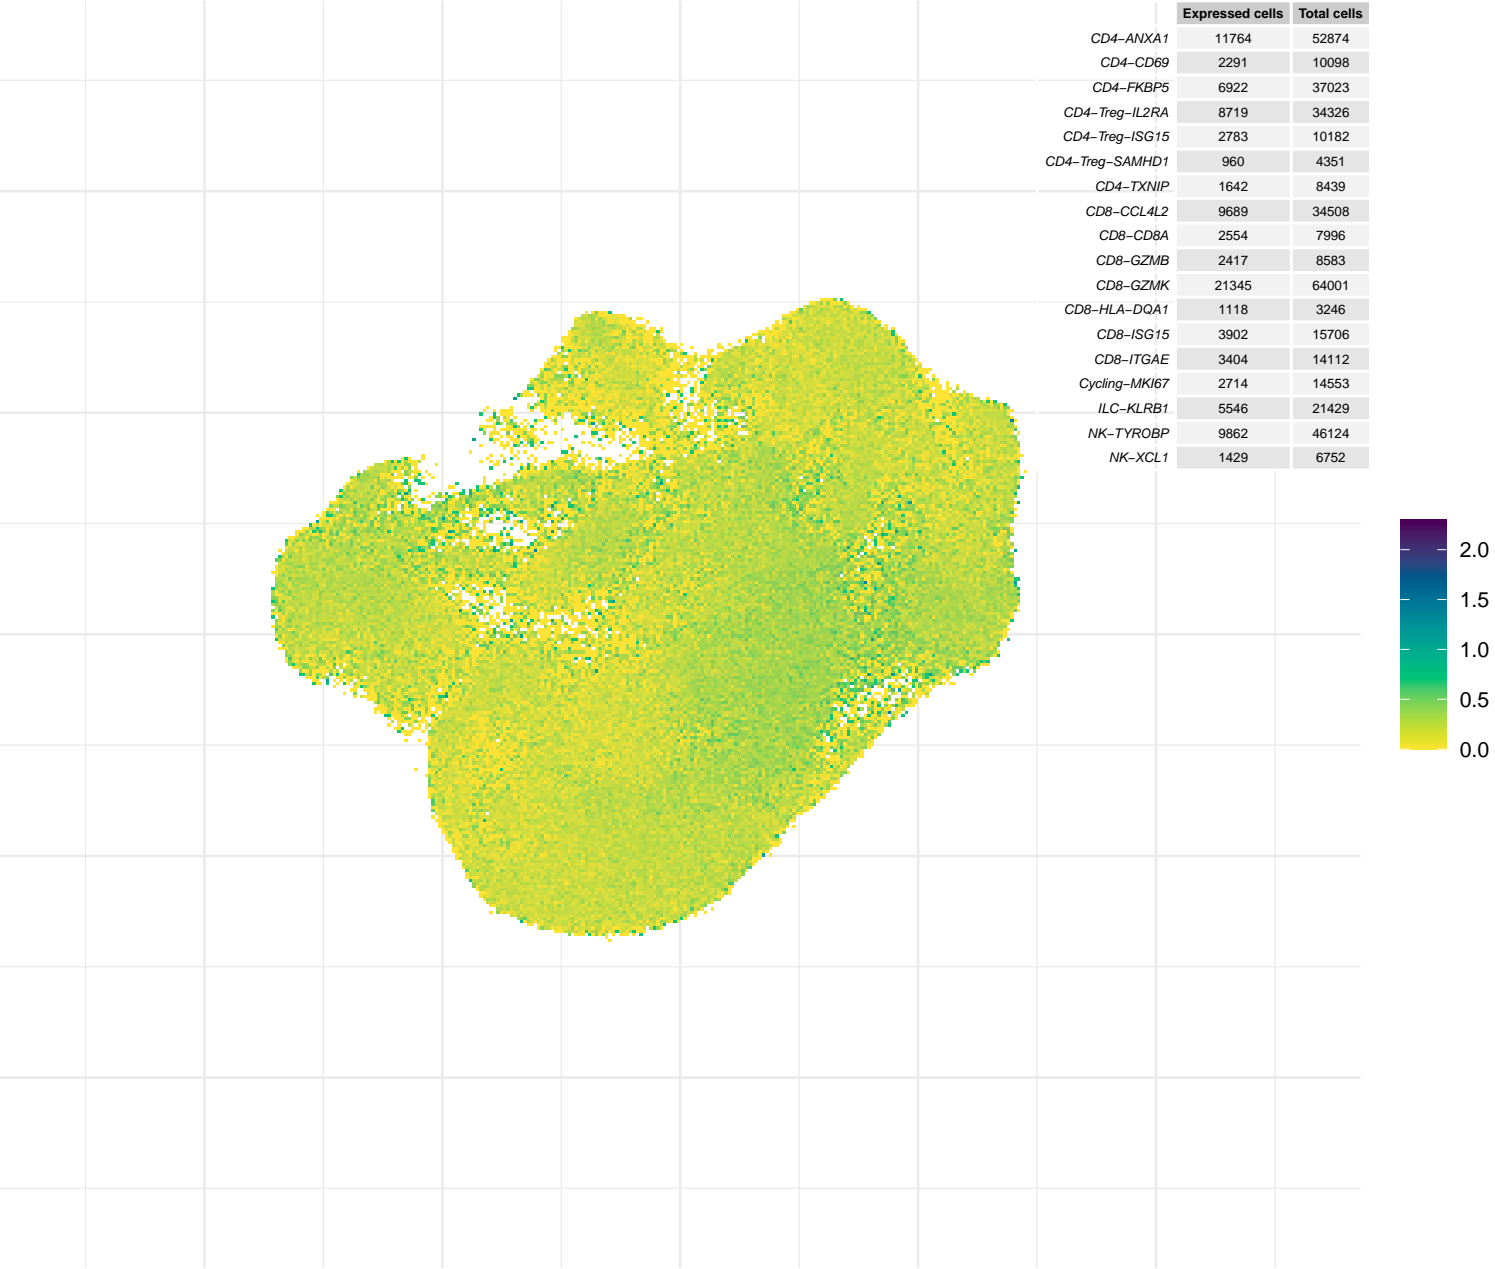 Expressed cells Total cells
CD4−ANXA1 11764 52874
CD4−CD69 2291 10098
CD4−FKBP5 6922 37023
CD4−Treg−IL2RA 8719 34326
CD4−Treg−ISG15 2783 10182
CD4−Treg−SAMHD1 960 4351
CD4−TXNIP 1642 8439
CD8−CCL4L2 9689 34508
CD8−CD8A 2554 7996
CD8−GZMB 2417 8583
CD8−GZMK 21345 64001
CD8−HLA−DQA1 1118 3246
CD8−ISG15 3902 15706
CD8−ITGAE 3404 14112
Cycling−MKI67 2714 14553
ILC−KLRB1 5546 21429
NK−TYROBP 9862 46124
NK−XCL1 1429 6752
2.0
1.5
1.0
0.5
0.0